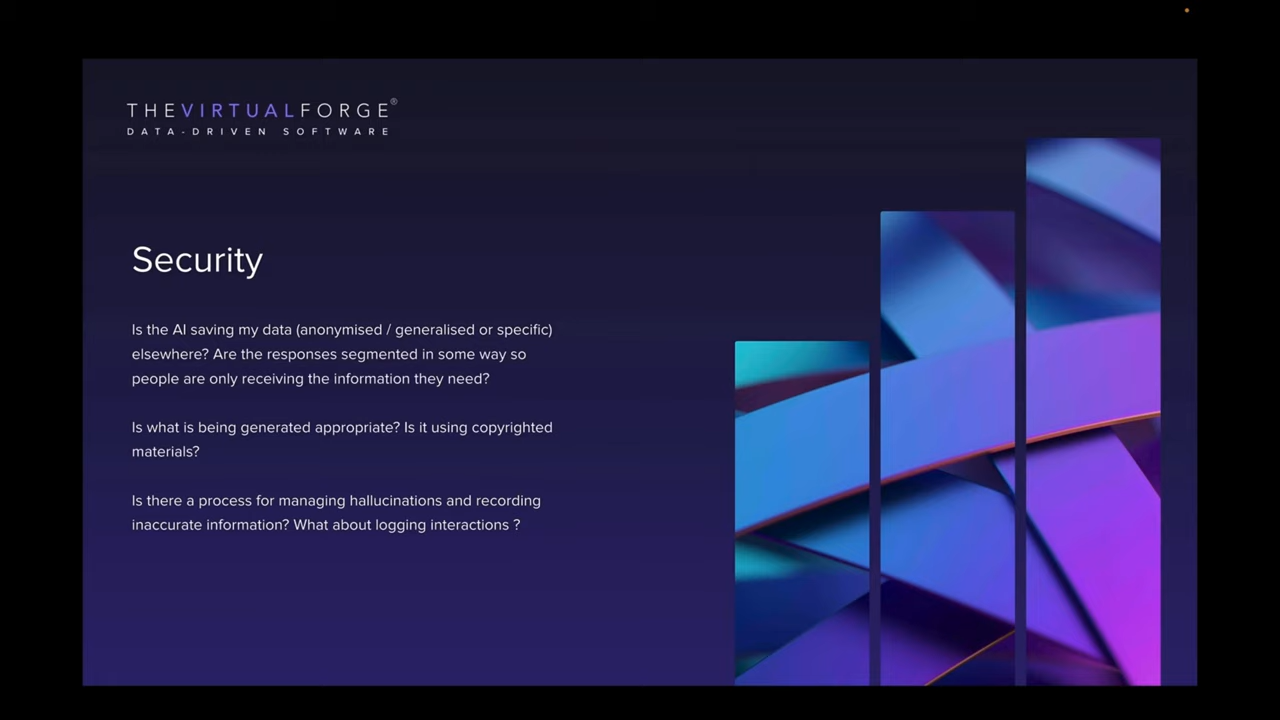 THEVIRTUALFORGE®
DATA-DRIVEN SOFTWARE
Security
Is the AI saving my data (anonymised / generalised or specific)
elsewhere? Are the responses segmented in some way so
people are only receiving the information they need?
Is what is being generated appropriate? Is it using copyrighted
materials?
Is there a process for managing hallucinations and recording
inaccurate information? What about logging interactions ?